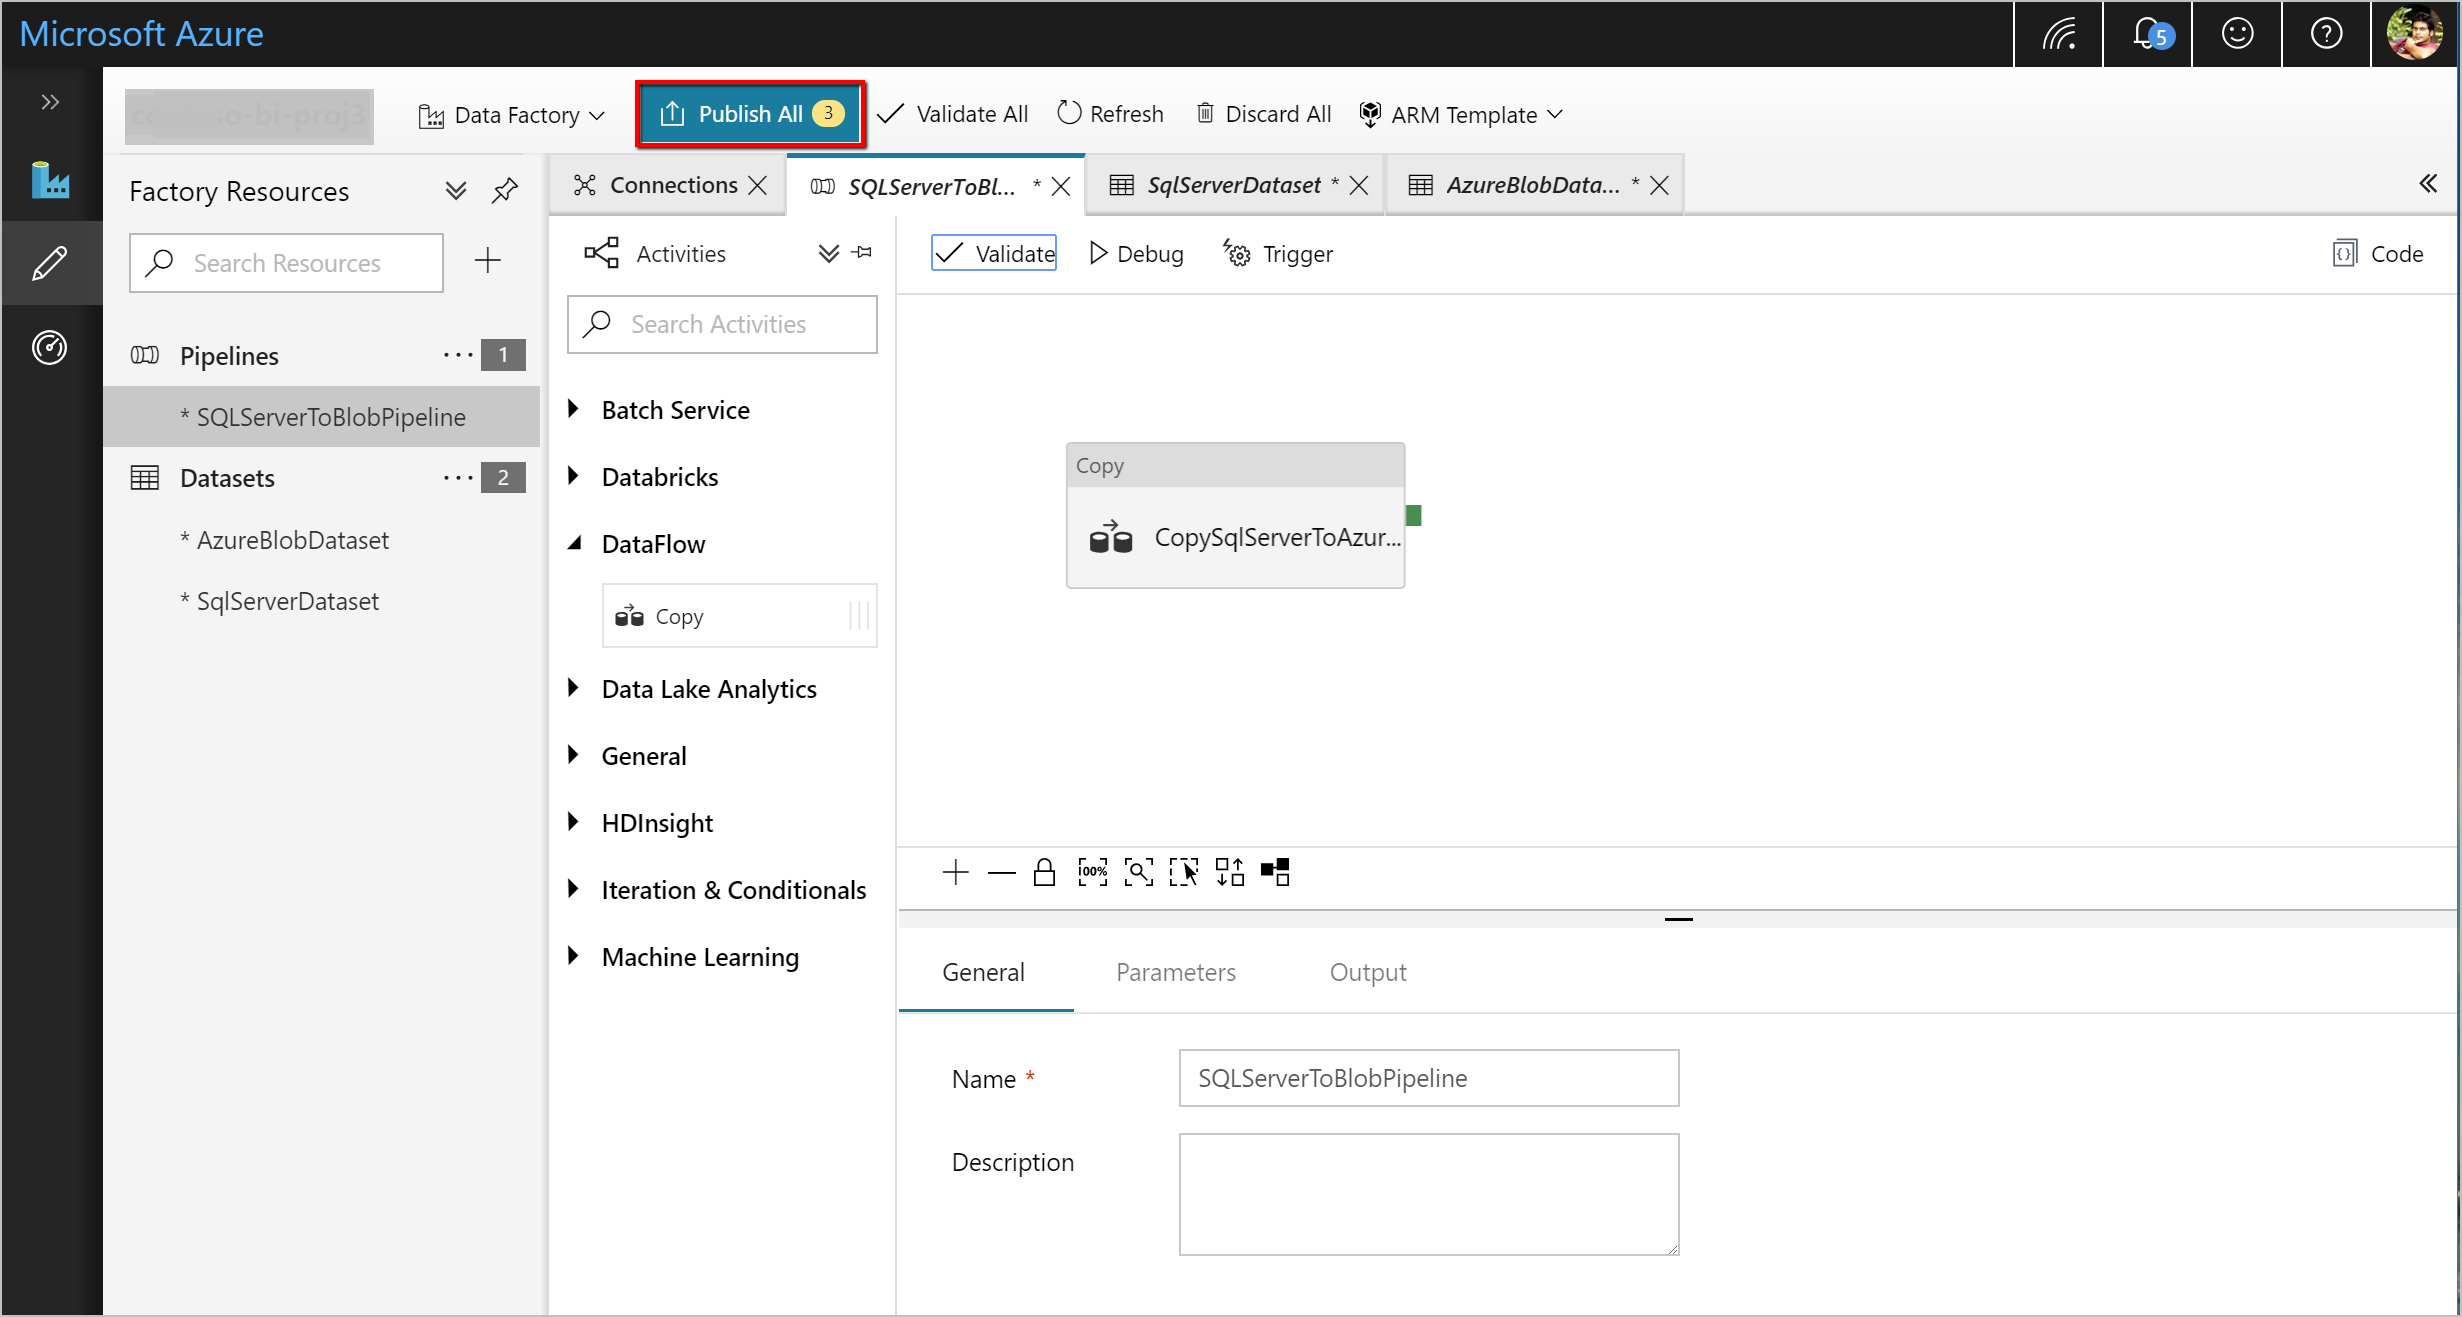 Microsoft Azure
5
Data Factory
Publish All 3
Validate All
Refresh
Discard All
ARM Template
Factory Resources
Connections
SQLServerToBl... *
SqlServerDataset *
AzureBlobData... *
Search Resources
Activities
Validate
Debug
Trigger
Code
Search Activities
Pipelines ... 1
* SQLServerToBlobPipeline
Datasets ... 2
* AzureBlobDataset
* SqlServerDataset
Batch Service
Databricks
DataFlow
Copy
Data Lake Analytics
General
HDInsight
Iteration & Conditionals
Machine Learning
Copy
CopySqlServerToAzur...
100%
General
Parameters
Output
Name *
SQLServerToBlobPipeline
Description